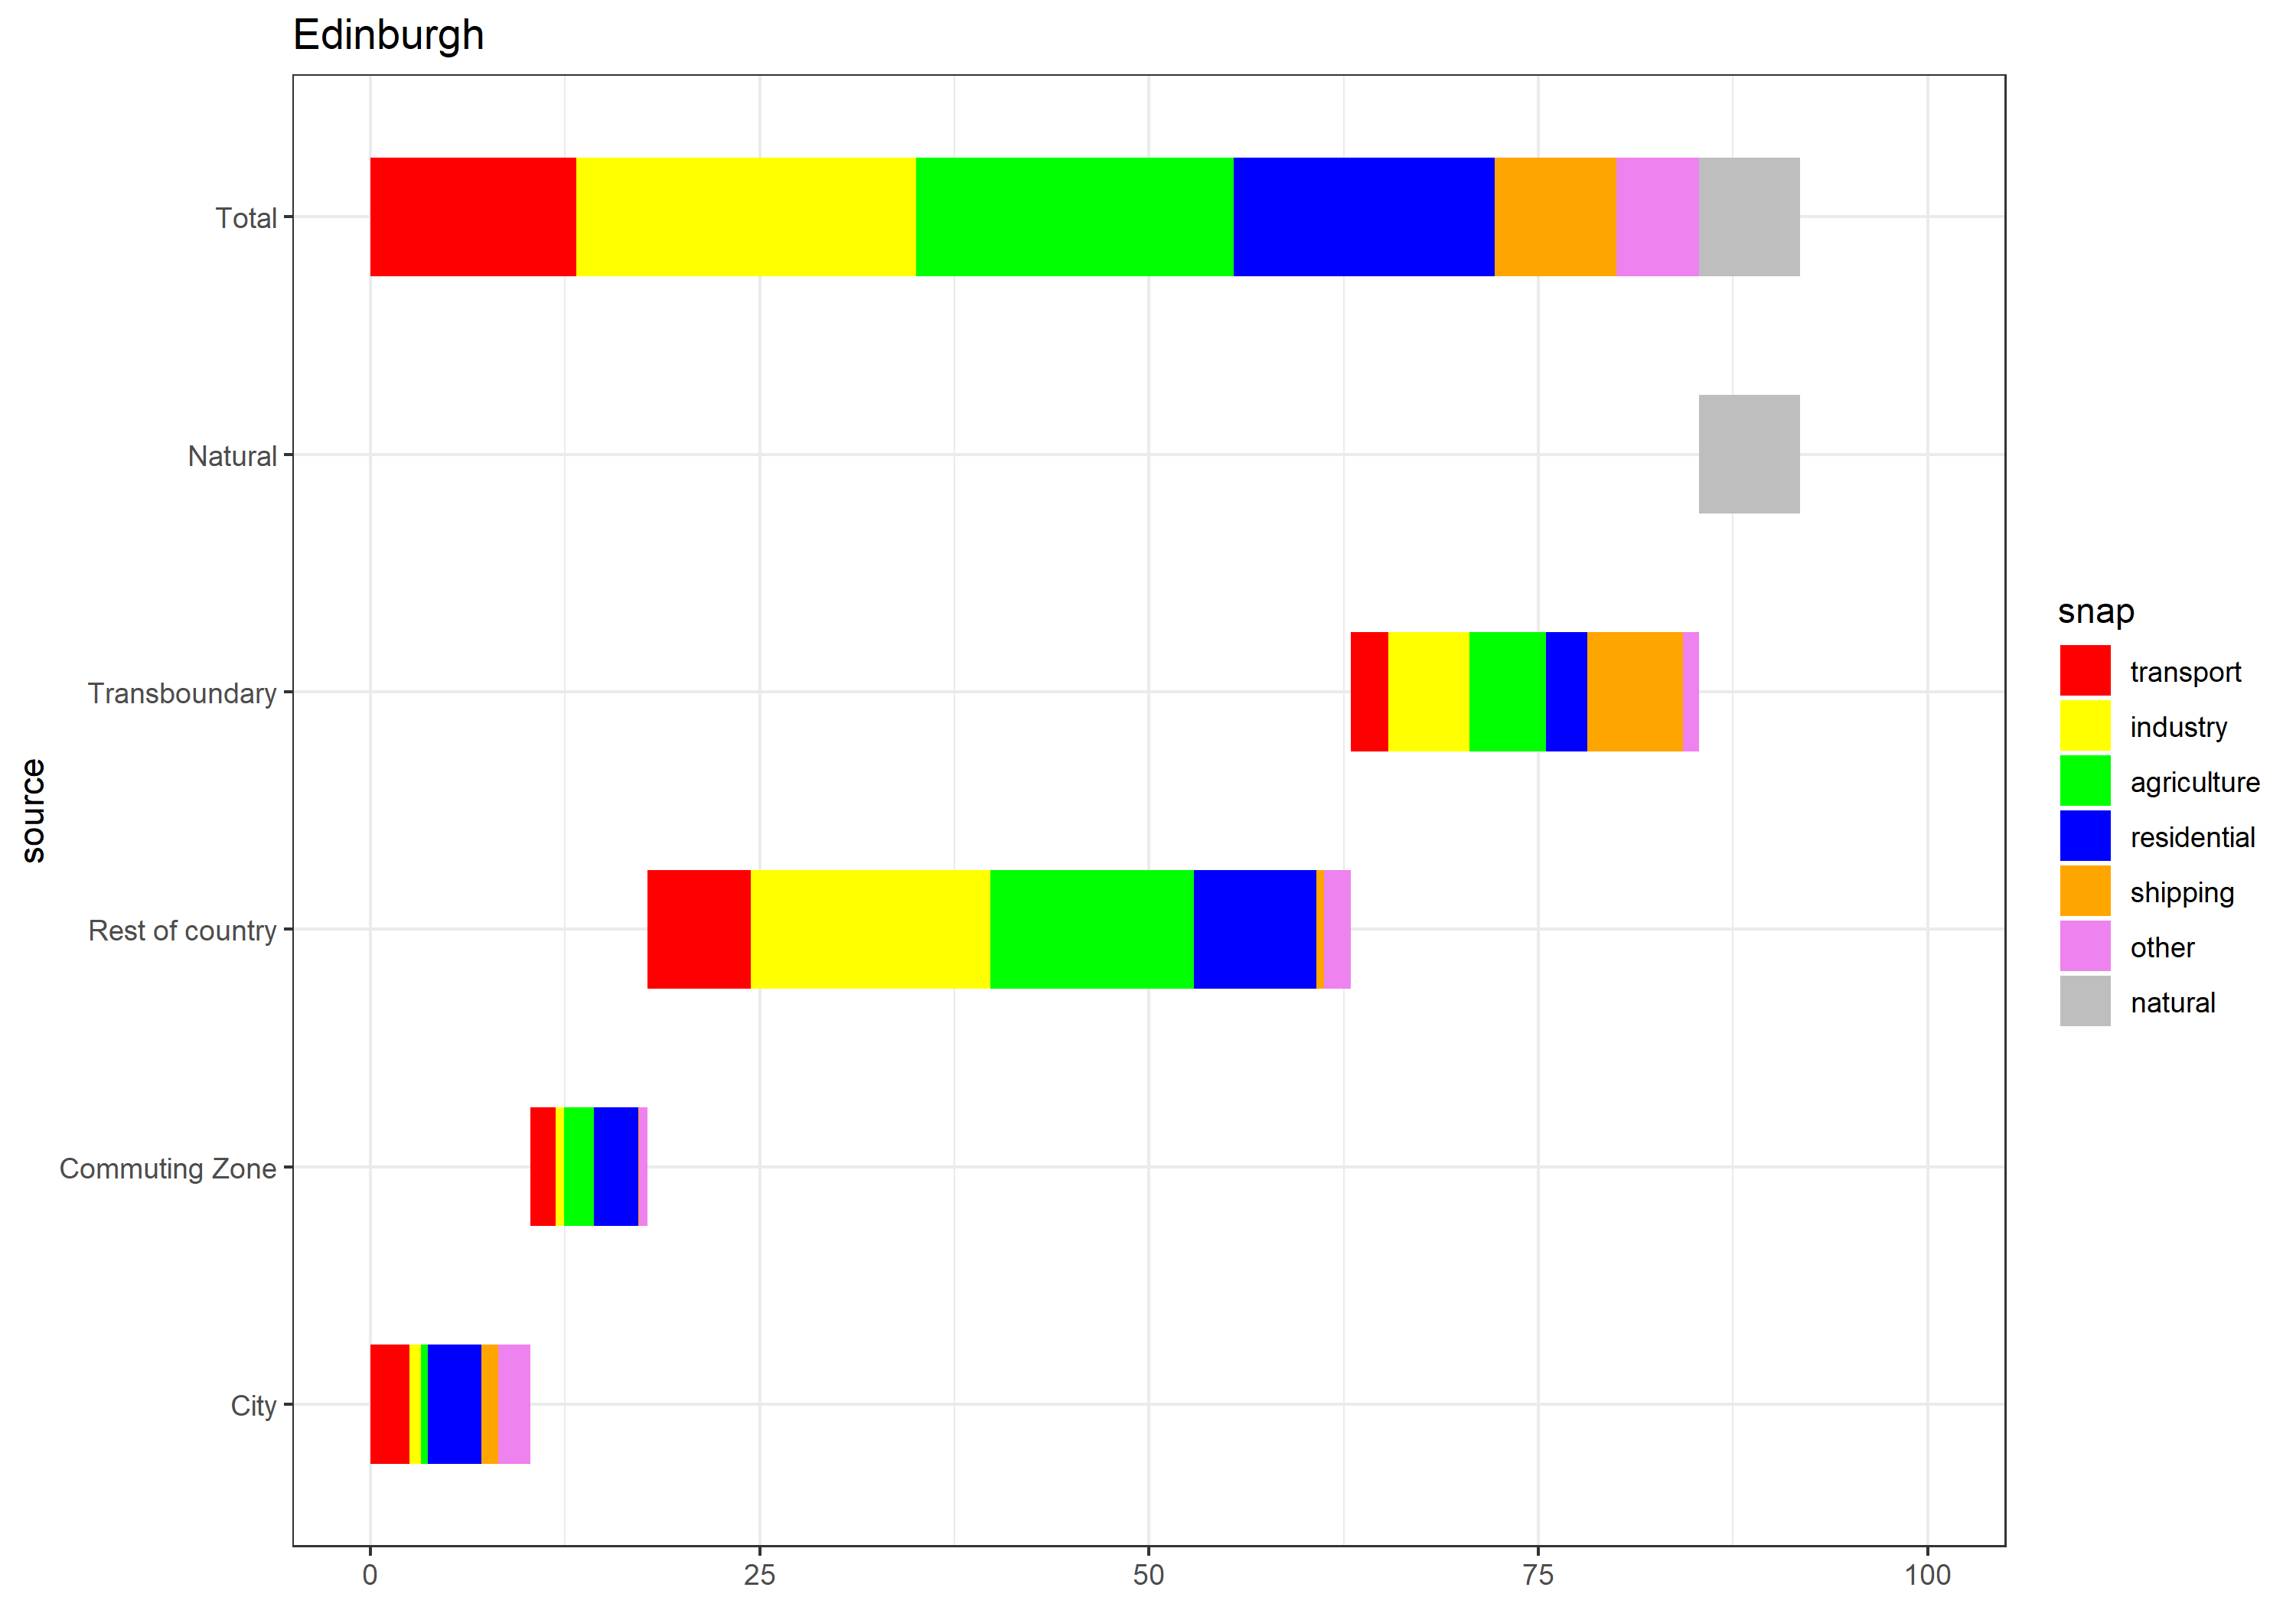 Edinburgh
Total
Natural
Transboundary
Rest of country
Commuting Zone
City
source
0 25 50 75 100
snap
transport
industry
agriculture
residential
shipping
other
natural